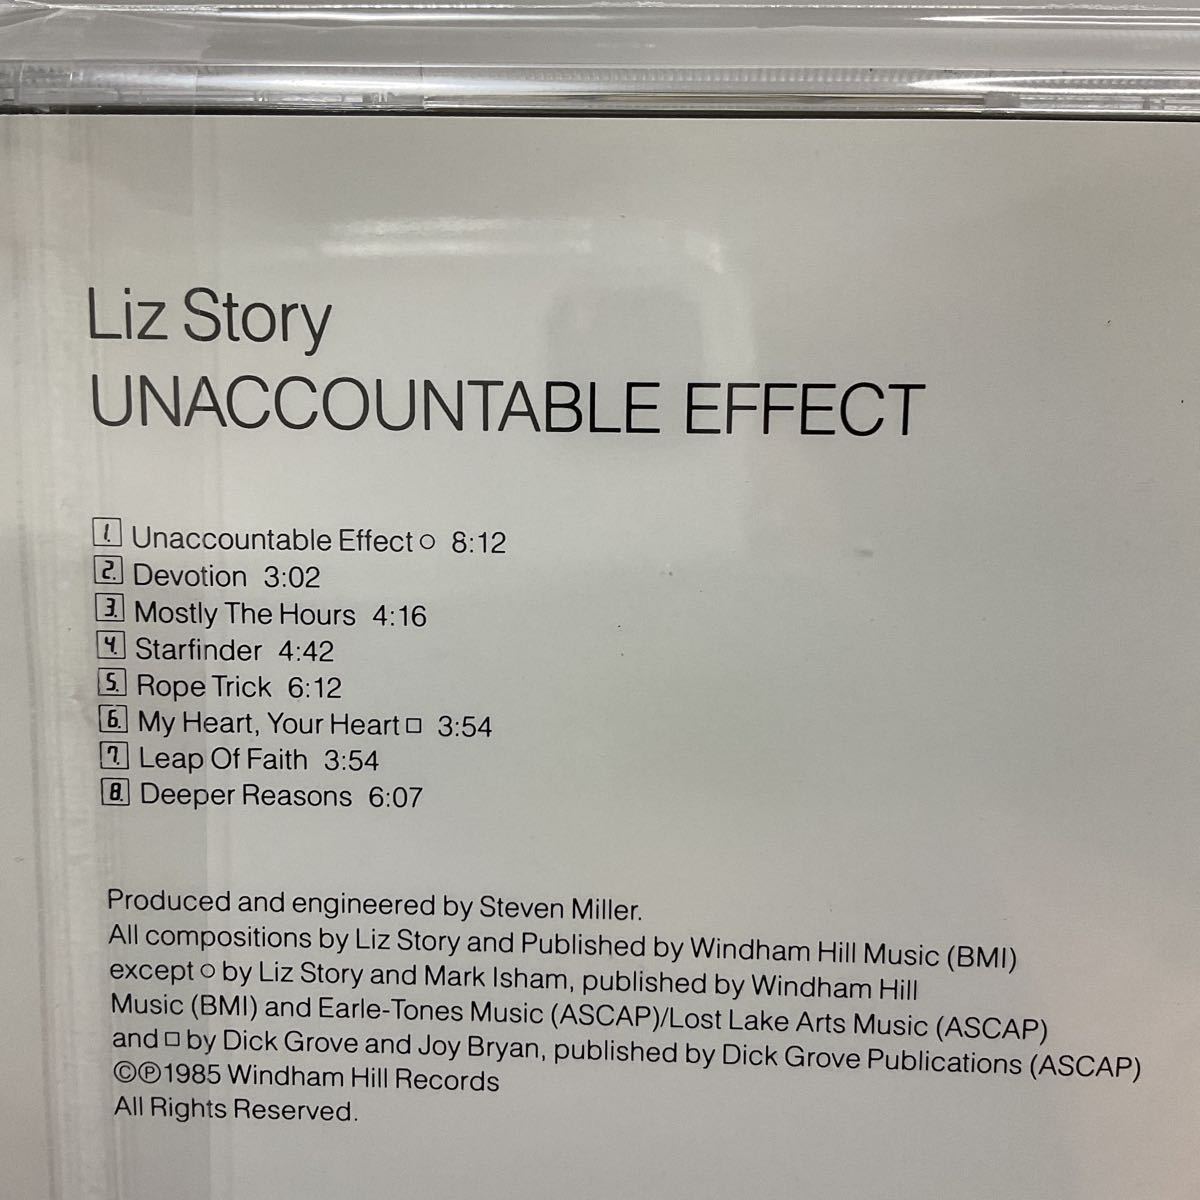 Liz Story
UNACCOUNTABLE EFFECT
1. Unaccountable Effect ○ 8:12
2. Devotion 3:02
3. Mostly The Hours 4:16
4. Starfinder 4:42
5. Rope Trick 6:12
6. My Heart, Your Heart □ 3:54
7. Leap Of Faith 3:54
8. Deeper Reasons 6:07
Produced and engineered by Steven Miller.
All compositions by Liz Story and Published by Windham Hill Music (BMI)
except ○ by Liz Story and Mark Isham, published by Windham Hill
Music (BMI) and Earle-Tones Music (ASCAP)/Lost Lake Arts Music (ASCAP)
and □ by Dick Grove and Joy Bryan, published by Dick Grove Publications (ASCAP)
©℗1985 Windham Hill Records
All Rights Reserved.